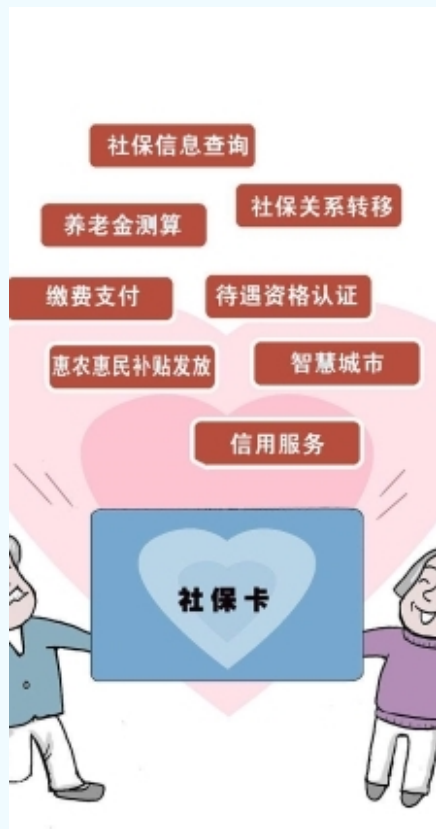 社保信息查询
社保关系转移
养老金测算
缴费支付
待遇资格认证
惠农惠民补贴发放
智慧城市
信用服务
社保卡